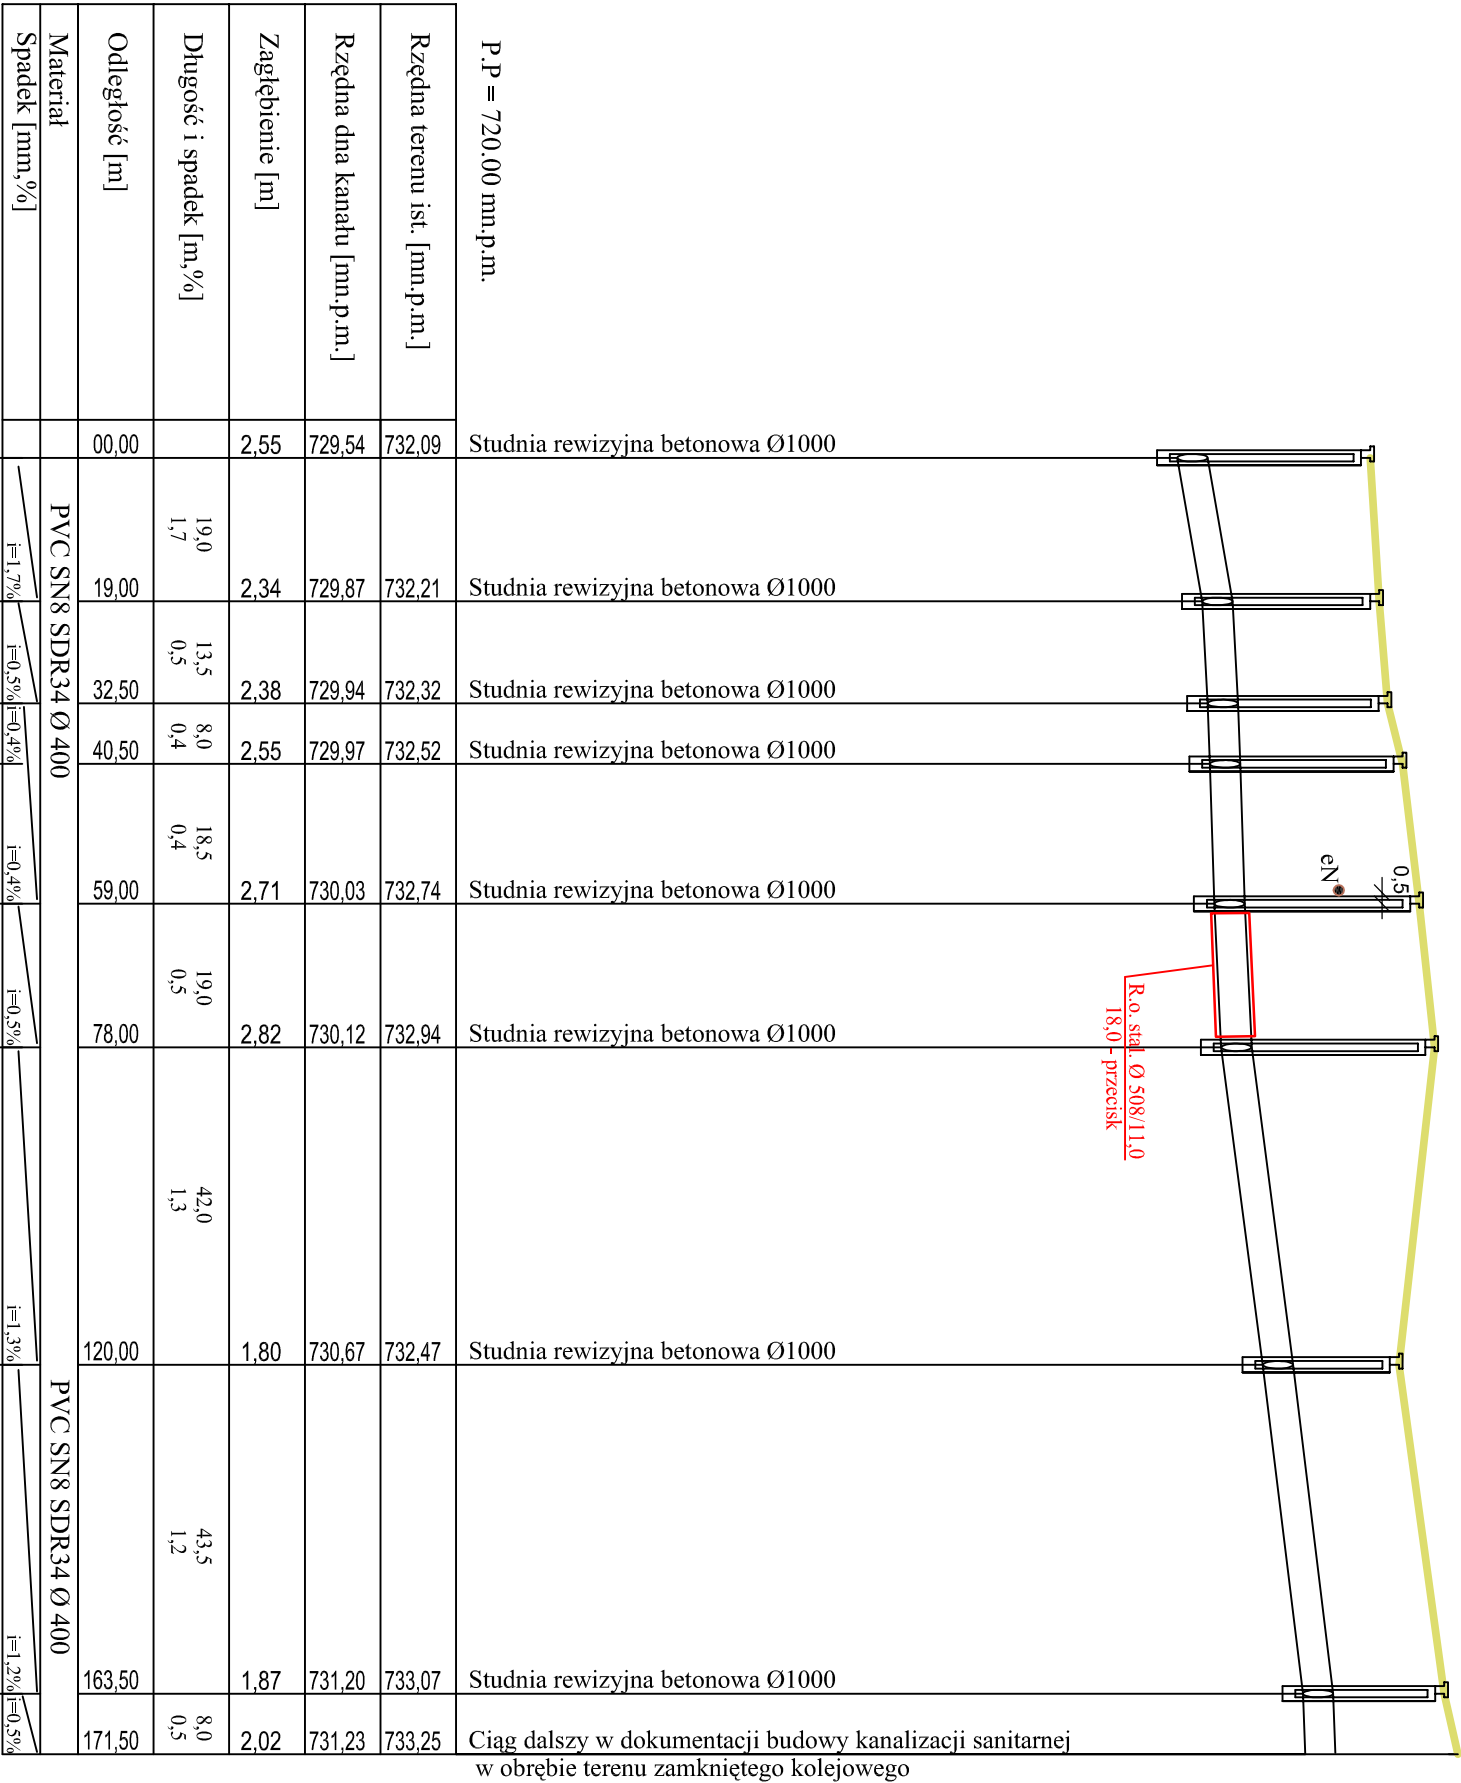 P.P = 720.00 mn.p.m.
Rzędna terenu ist. [mn.p.m.]
Rzędna dna kanału [mn.p.m.]
Zagłębienie [m]
Długość i spadek [m,%]
Odległość [m]
Materiał
Spadek [mm,%]
00,00 2,55 729,54 732,09 Studnia rewizyjna betonowa Ø1000
19,0
1,7
i=1,7%
19,00 2,34 729,87 732,21 Studnia rewizyjna betonowa Ø1000
13,5
0,5
i=0,5%
32,50 2,38 729,94 732,32 Studnia rewizyjna betonowa Ø1000
8,0
0,4
i=0,4%
40,50 2,55 729,97 732,52 Studnia rewizyjna betonowa Ø1000
PVC SN8 SDR34 Ø 400
18,5
0,4
i=0,4%
59,00 2,71 730,03 732,74 Studnia rewizyjna betonowa Ø1000
eN
0,5
19,0
0,5
i=0,5%
78,00 2,82 730,12 732,94 Studnia rewizyjna betonowa Ø1000
R.o. stal. Ø 508/11,0
18,0 - przecisk
42,0
1,3
i=1,3%
120,00 1,80 730,67 732,47 Studnia rewizyjna betonowa Ø1000
PVC SN8 SDR34 Ø 400
43,5
1,2
i=1,2%
163,50 1,87 731,20 733,07 Studnia rewizyjna betonowa Ø1000
8,0
0,5
i=0,5%
171,50 2,02 731,23 733,25 Ciąg dalszy w dokumentacji budowy kanalizacji sanitarnej
w obrębie terenu zamkniętego kolejowego